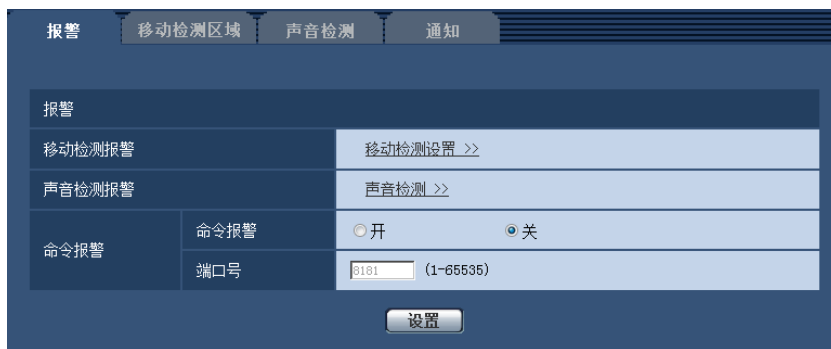 报警 移动检测区域 声音检测 通知
报警
移动检测报警 移动检测设置 >>
声音检测报警 声音检测 >>
命令报警 命令报警 开 关
端口号 8181 (1-65535)
设置